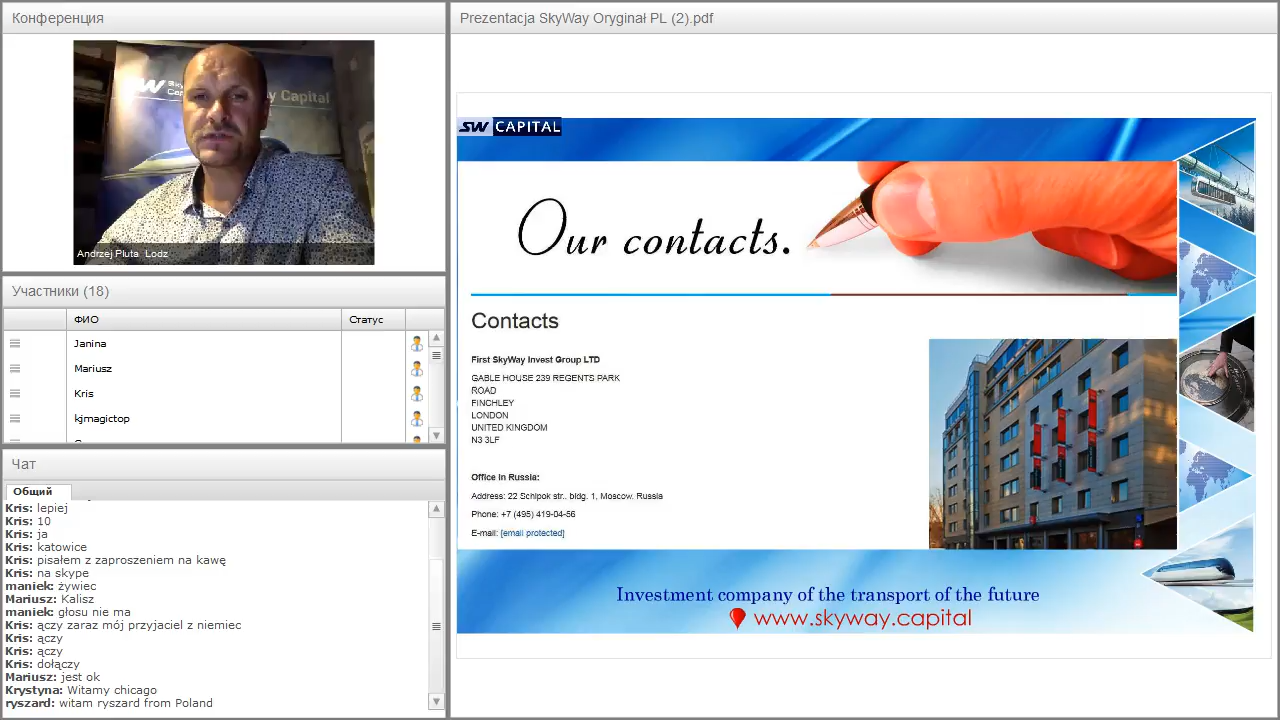 Конференция
Andrzej Pluta Lodz
Участники (18)
ФИО
Статус
Janina
Mariusz
Kris
kjmagictop
Чат
Общий
Kris: lepiej
Kris: 10
Kris: ja
Kris: katowice
Kris: pisałem z zaproszeniem na kawę
Kris: na skype
maniek: żywiec
Mariusz: Kalisz
maniek: głosu nie ma
Kris: ączy zaraz mój przyjaciel z niemiec
Kris: ączy
Kris: ączy
Kris: dołączy
Mariusz: jest ok
Krystyna: Witamy chicago
ryszard: witam ryszard from Poland
Prezentacja SkyWay Oryginał PL (2).pdf
SW CAPITAL
Our contacts.
Contacts
First SkyWay Invest Group LTD
GABLE HOUSE 239 REGENTS PARK
ROAD
FINCHLEY
LONDON
UNITED KINGDOM
N3 3LF
Office in Russia:
Address: 22 Schipok str., bldg. 1, Moscow, Russia
Phone: +7 (495) 419-04-56
E-mail: [email protected]
Investment company of the transport of the future
www.skyway.capital